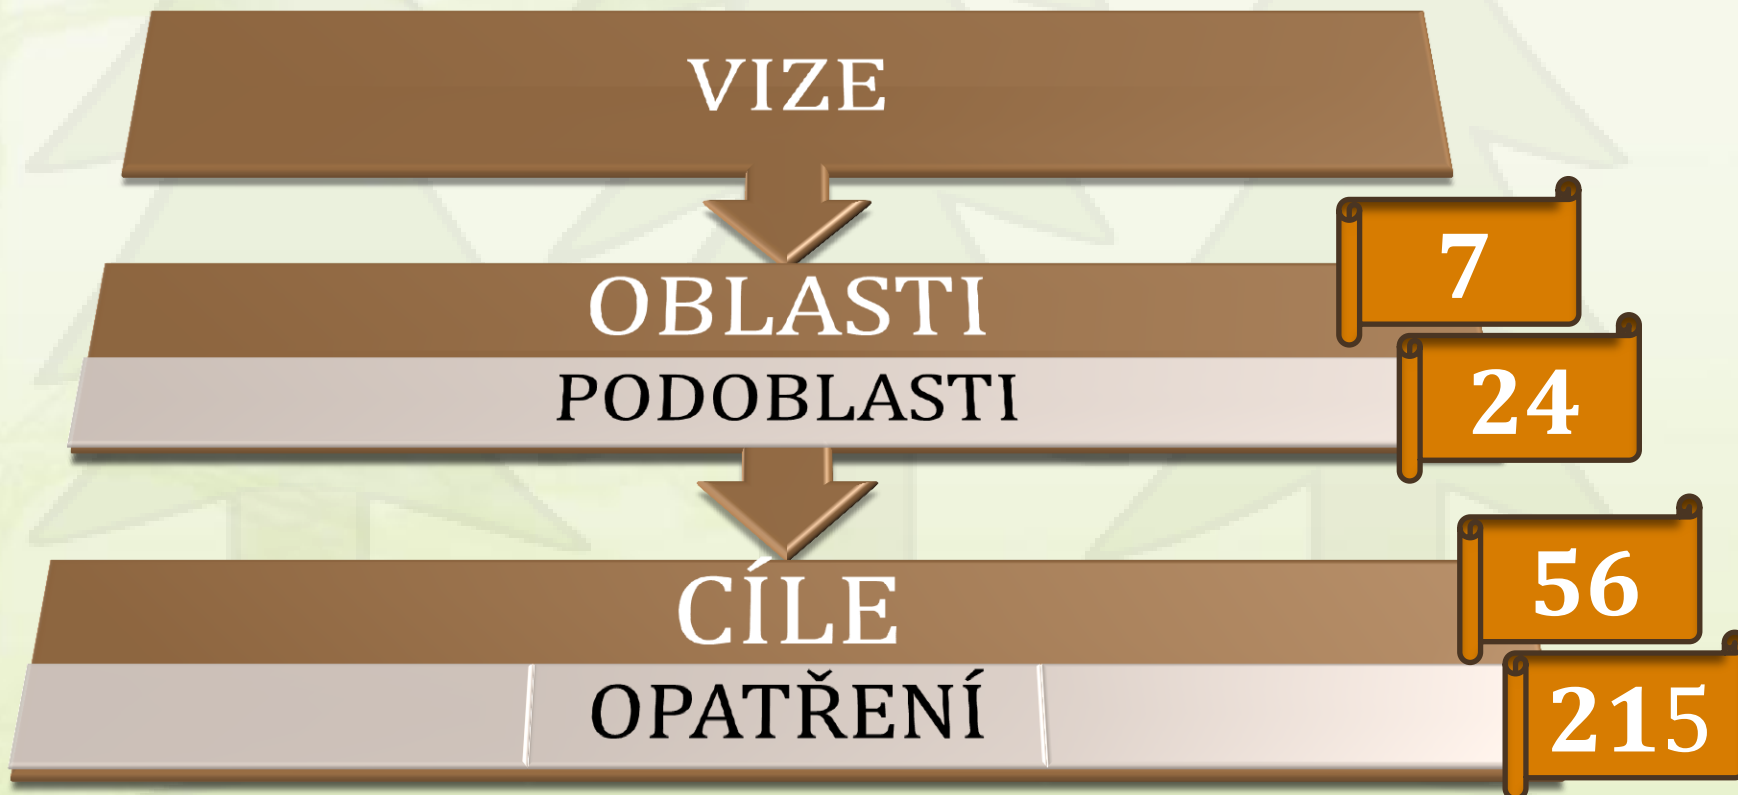 VIZE
OBLASTI
7
PODOBLASTI
24
CÍLE
56
OPATŘENÍ
215